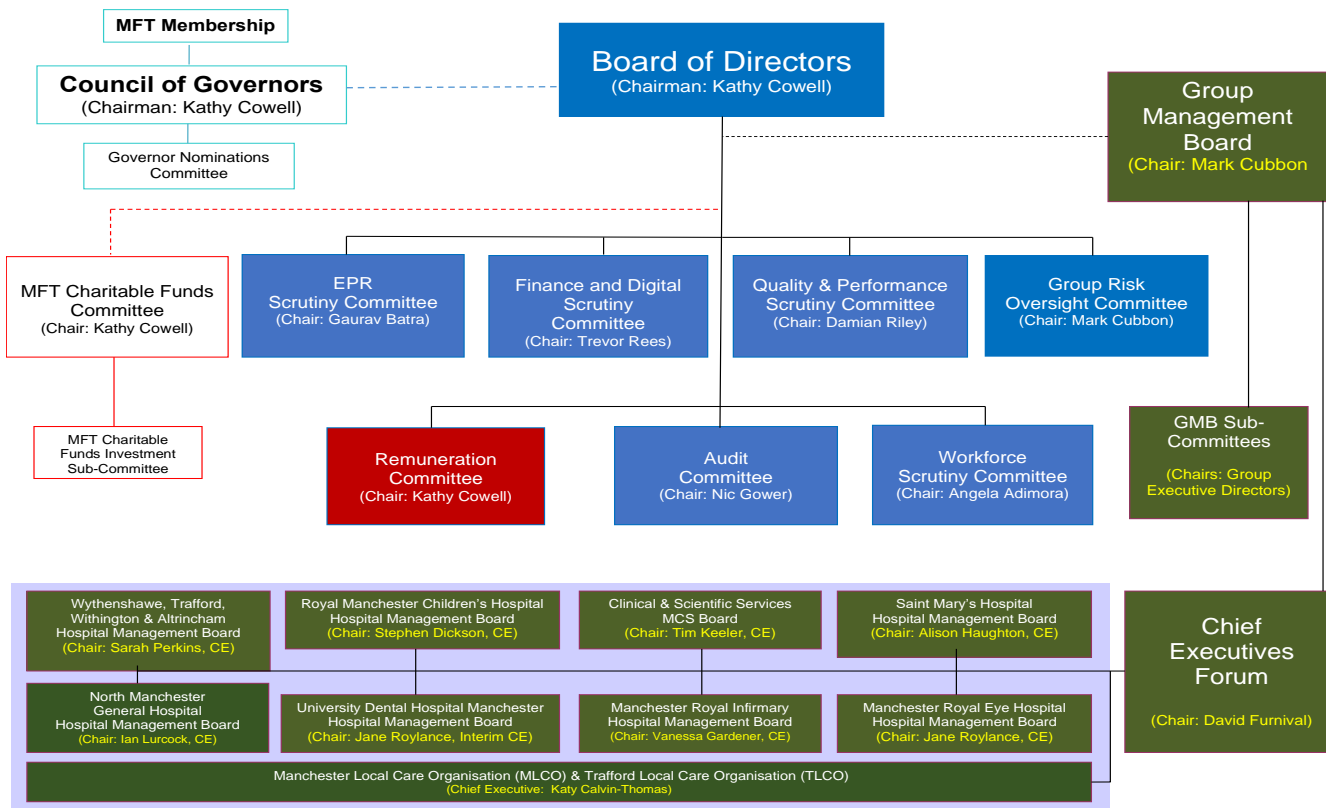 MFT Membership
Council of Governors
(Chairman: Kathy Cowell)
Governor Nominations
Committee
Board of Directors
(Chairman: Kathy Cowell)
Group
Management
Board
(Chair: Mark Cubbon
MFT Charitable Funds
Committee
(Chair: Kathy Cowell)
EPR
Scrutiny Committee
(Chair: Gaurav Batra)
Finance and Digital
Scrutiny
Committee
(Chair: Trevor Rees)
Quality & Performance
Scrutiny Committee
(Chair: Damian Riley)
Group Risk
Oversight Committee
(Chair: Mark Cubbon)
MFT Charitable
Funds Investment
Sub-Committee
Remuneration
Committee
(Chair: Kathy Cowell)
Audit
Committee
(Chair: Nic Gower)
Workforce
Scrutiny Committee
(Chair: Angela Adimora)
GMB Sub-
Committees
(Chairs: Group
Executive Directors)
Wythenshawe, Trafford,
Withington & Altrincham
Hospital Management Board
(Chair: Sarah Perkins, CE)
Royal Manchester Children's Hospital
Hospital Management Board
(Chair: Stephen Dickson, CE)
Clinical & Scientific Services
MCS Board
(Chair: Tim Keeler, CE)
Saint Mary's Hospital
Hospital Management Board
(Chair: Alison Haughton, CE)
Chief
Executives
Forum
(Chair: David Furnival)
North Manchester
General Hospital
Hospital Management Board
(Chair: Ian Lurcock, CE)
University Dental Hospital Manchester
Hospital Management Board
(Chair: Jane Roylance, Interim CE)
Manchester Royal Infirmary
Hospital Management Board
(Chair: Vanessa Gardener, CE)
Manchester Royal Eye Hospital
Hospital Management Board
(Chair: Jane Roylance, CE)
Manchester Local Care Organisation (MLCO) & Trafford Local Care Organisation (TLCO)
(Chief Executive: Katy Calvin-Thomas)